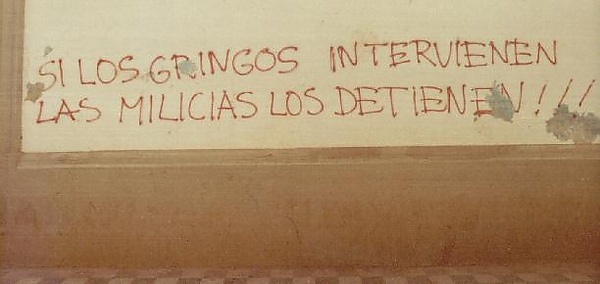 SI LOS GRINGOS INTERVIENEN
LAS MILICIAS LOS DETIENEN!!!